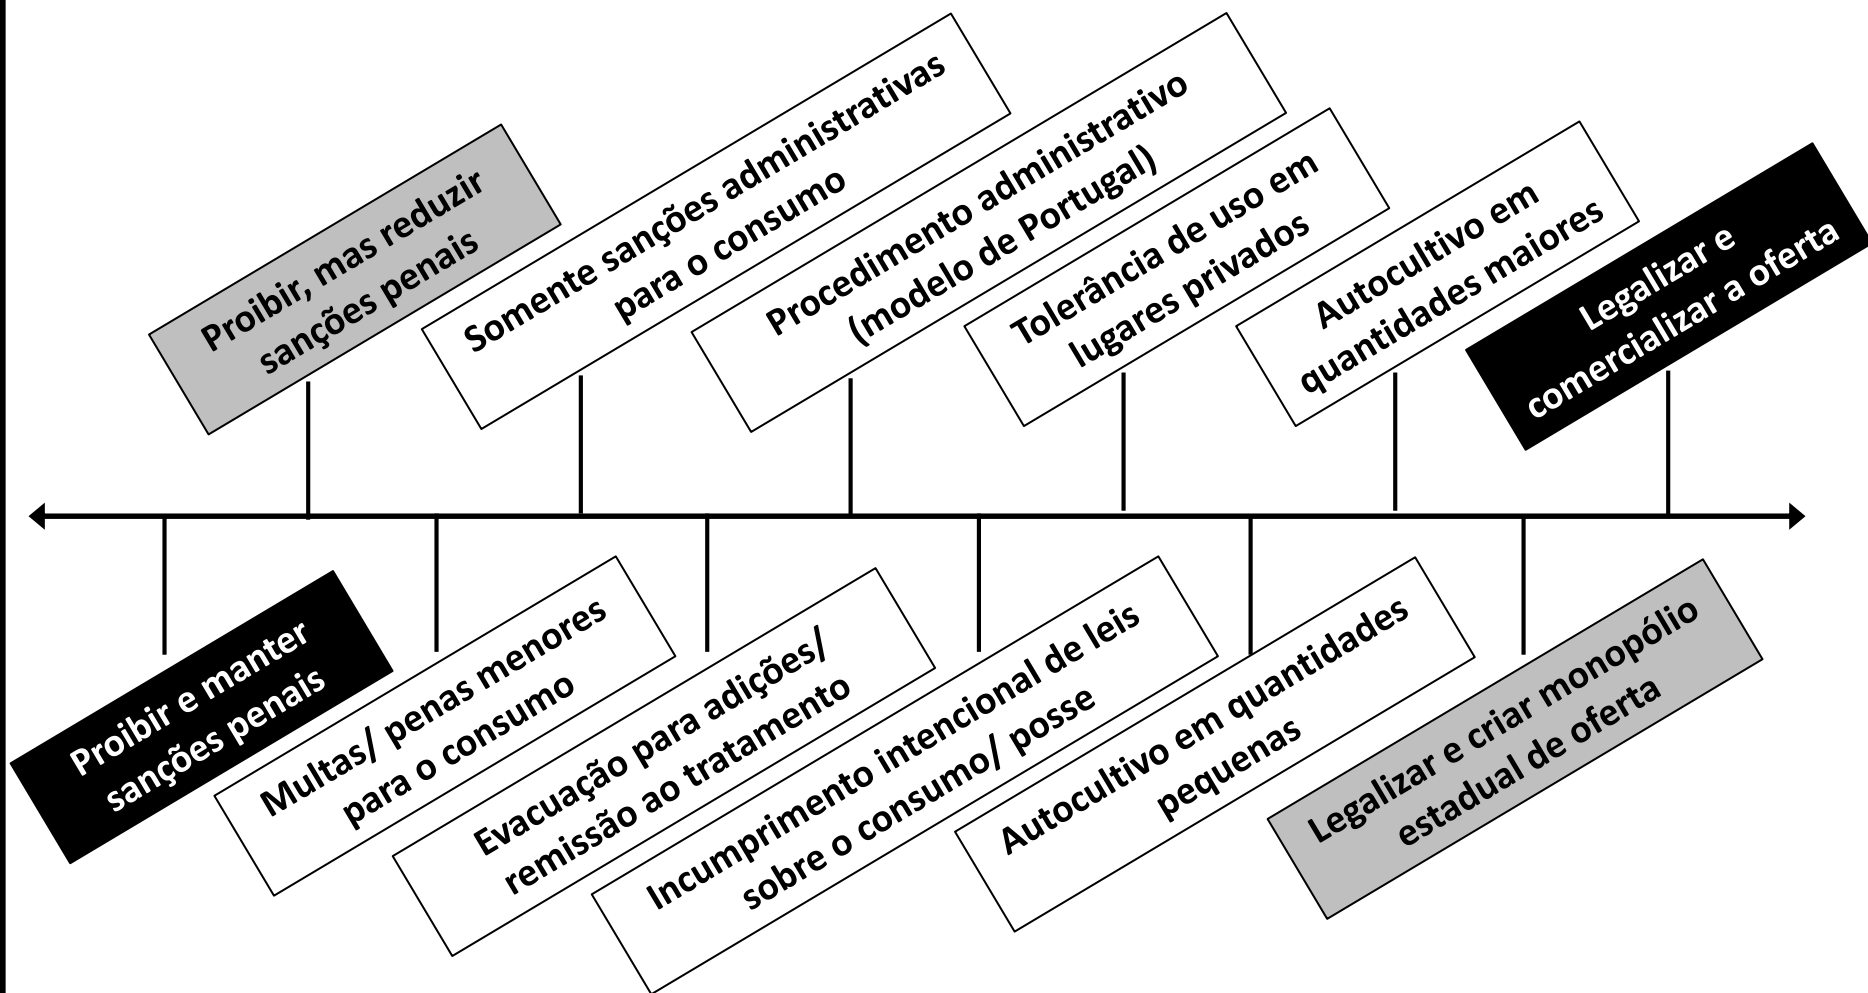 Proibir, mas reduzir
sanções penais
Somente sanções administrativas
para o consumo
Procedimento administrativo
(modelo de Portugal)
Tolerância de uso em
lugares privados
Autocultivo em
quantidades maiores
Legalizar e
comercializar a oferta
Proibir e manter
sanções penais
Multas/ penas menores
para o consumo
Evacuação para adições/
remissão ao tratamento
Incumprimento intencional de leis
sobre o consumo/ posse
Autocultivo em quantidades
pequenas
Legalizar e criar monopólio
estadual de oferta